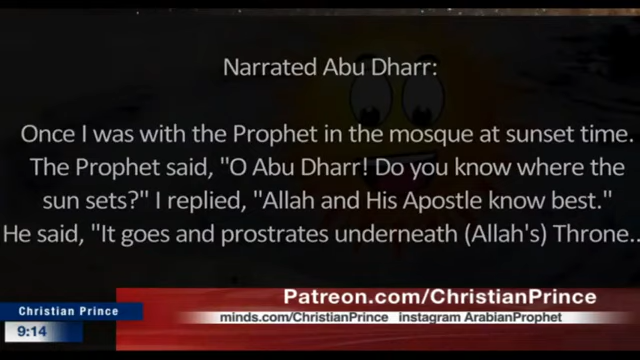 Narrated Abu Dharr:
Once I was with the Prophet in the mosque at sunset time.
The Prophet said, "O Abu Dharr! Do you know where the
sun sets?" I replied, "Allah and His Apostle know best."
He said, "It goes and prostrates underneath (Allah's) Throne..
Patreon.com/ChristianPrince
Christian Prince
minds.com/ChristianPrince instagram ArabianProphet
9:14